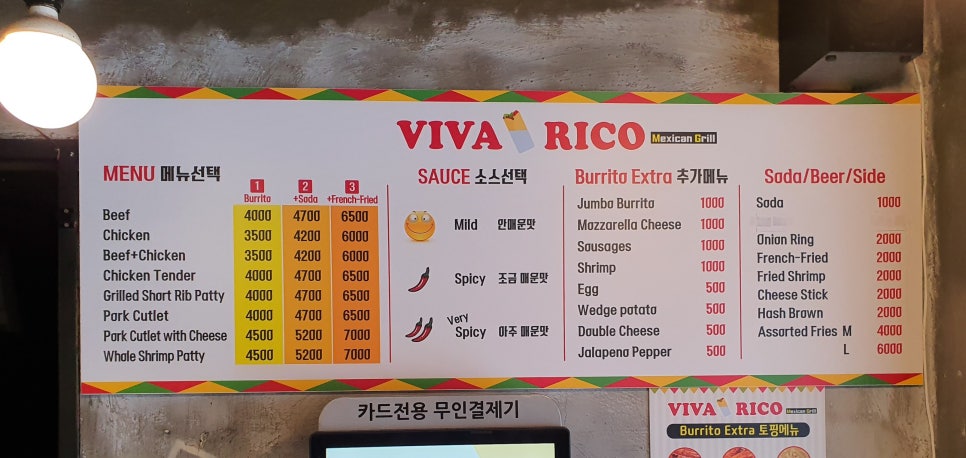 VIVA RICO Mexican Grill
MENU 메뉴선택
1 2 3
Burrito +Soda +French-Fried
Beef 4000 4700 6500
Chicken 3500 4200 6000
Beef+Chicken 3500 4200 6000
Chicken Tender 4000 4700 6500
Grilled Short Rib Patty 4000 4700 6500
Park Cutlet 4000 4700 6500
Park Cutlet with Cheese 4500 5200 7000
Whale Shrimp Patty 4500 5200 7000
SAUCE 소스선택
Mild 안매운맛
Spicy 조금 매운맛
Very
Spicy 아주 매운맛
Burrito Extra 추가메뉴
Jumba Burrito 1000
Mazzarella Cheese 1000
Sausages 1000
Shrimp 1000
Egg 500
Wedge patata 500
Dauble Cheese 500
Jalapeno Pepper 500
Soda/Beer/Side
Soda 1000
Onian Ring 2000
French-Fried 2000
Fried Shrimp 2000
Cheese Stick 2000
Hash Brawn 2000
Assorted Fries M 4000
L 6000
카드전용 무인결제기
VIVA RICO Mexican Grill
Burrito Extra 토핑메뉴